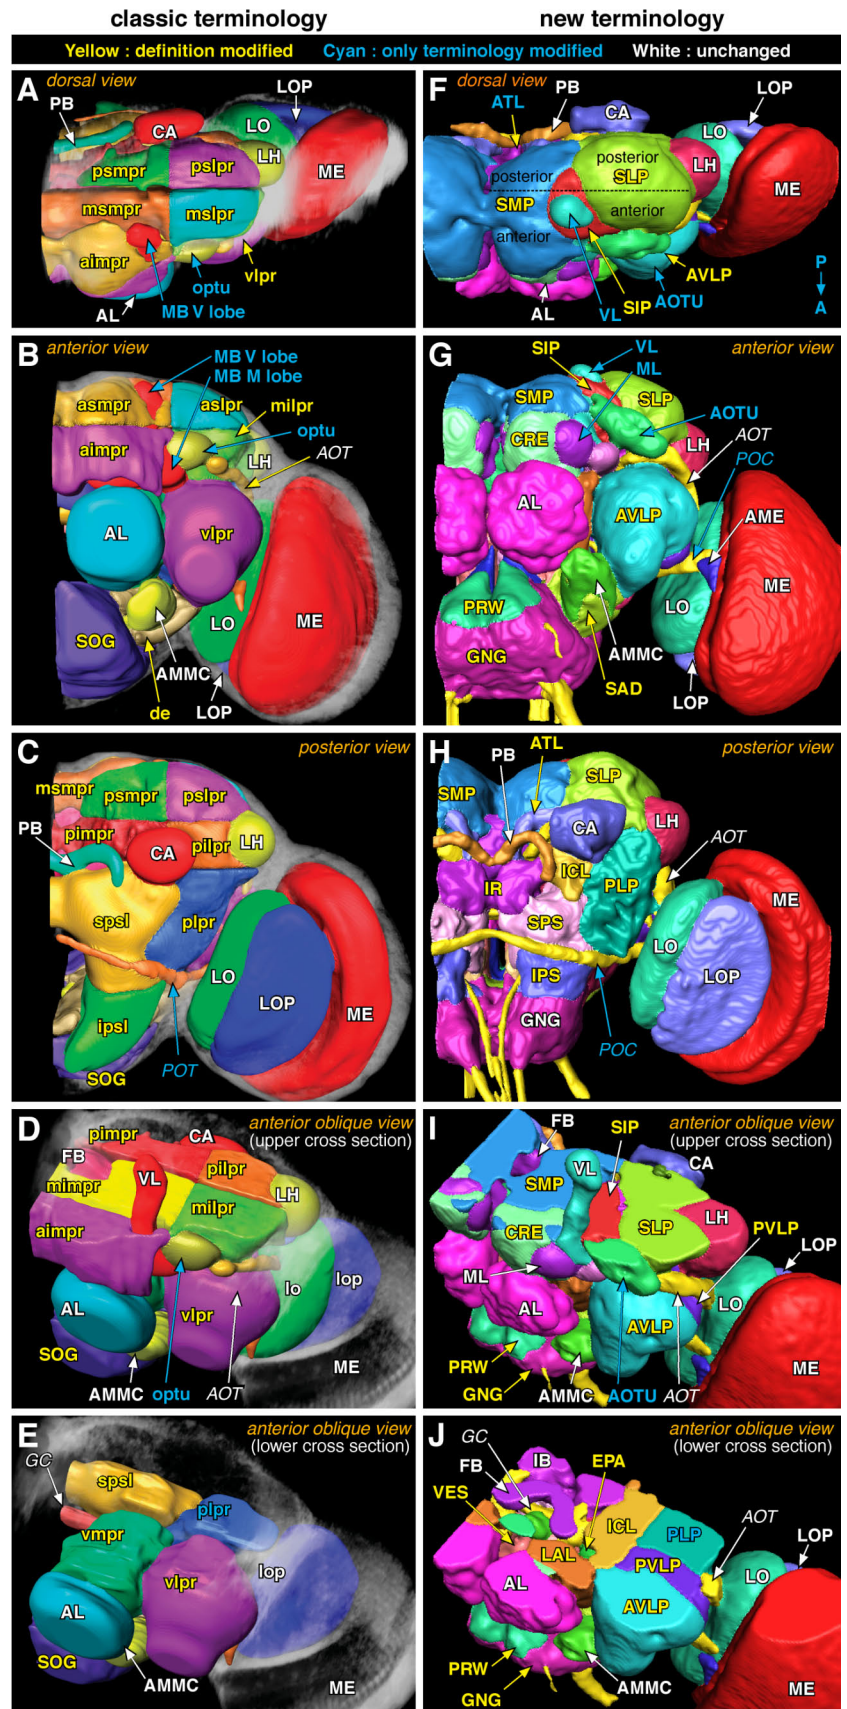 classic terminology
new terminology
Yellow : definition modified
Cyan : only terminology modified
White : unchanged
A
dorsal view
PB
CA
LOP
LO
LH
ME
psmpr
pslpr
msmpr
mslpr
aimpr
optu
vlpr
AL
MB V lobe
F
dorsal view
ATL
PB
CA
LOP
LO
LH
ME
posterior
posterior
SLP
SMP
anterior
anterior
AVLP
AL
VL
SIP
AOTU
P
A
B
anterior view
MB V lobe
MB M lobe
asmpr
aslpr
milpr
optu
aimpr
LH
AOT
AL
vlpr
SOG
LO
ME
AMMC
de
LOP
G
anterior view
SIP
VL
ML
SMP
SLP
AOTU
CRE
LH
AOT
POC
AL
AVLP
AME
ME
PRW
LO
GNG
AMMC
SAD
LOP
C
posterior view
msmpr
psmpr
pslpr
PB
pimpr
CA
pilpr
LH
spsl
plpr
LO
LOP
ME
ipsl
POT
SOG
H
posterior view
ATL
PB
SLP
SMP
CA
LH
AOT
ICL
IR
PLP
ME
SPS
LO
LOP
IPS
GNG
POC
D
anterior oblique view
(upper cross section)
pimpr
CA
FB
VL
pilpr
mimpr
LH
milpr
aimpr
lo
lop
AL
vlpr
SOG
ME
AMMC
optu
AOT
I
anterior oblique view
(upper cross section)
FB
SIP
VL
CA
SMP
CRE
SLP
LH
PVLP
LOP
ML
AL
LO
AVLP
PRW
ME
GNG
AMMC
AOTU
AOT
E
anterior oblique view
(lower cross section)
GC
spsl
plpr
vmpr
vlpr
lop
AL
SOG
AMMC
ME
J
anterior oblique view
(lower cross section)
GC
IB
FB
EPA
VES
ICL
PLP
AOT
LOP
LAL
PVLP
LO
AL
AVLP
PRW
AMMC
GNG
ME